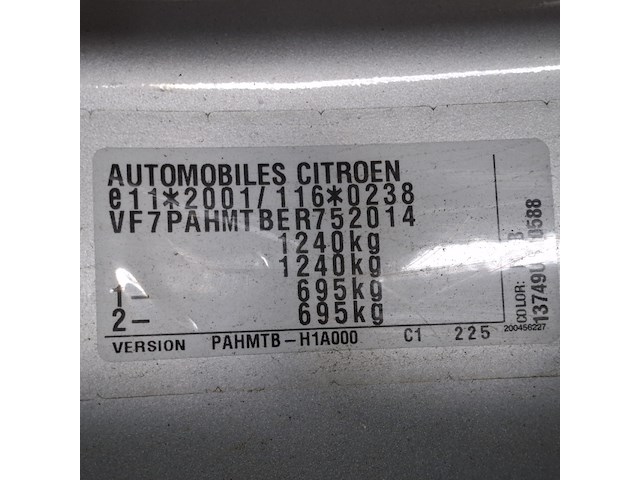 AUTOMOBILES CITROEN
e11*2001/116*0238
VF7PAHMTBER752014
1240kg
1240kg
1- 695kg
2- 695kg
VERSION PAHMTB-H1A000 C1 225
COLOR:
200456227